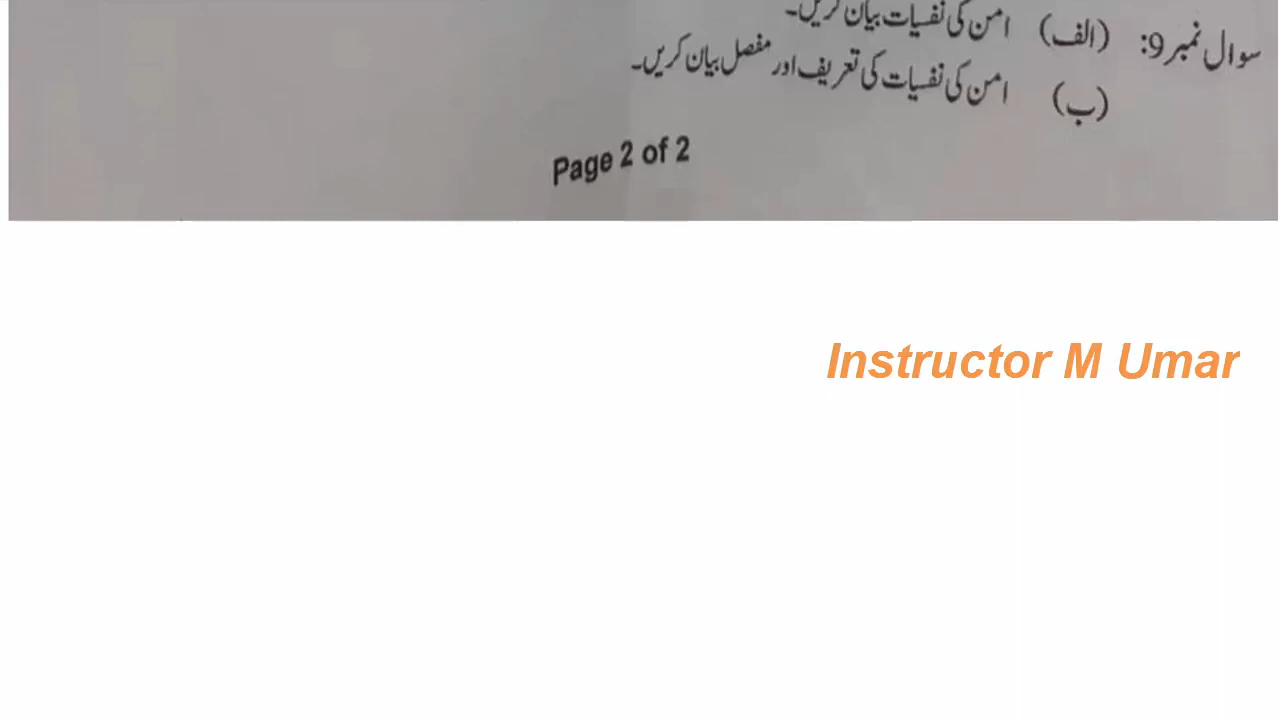 سوال نمبر 9: (الف) امن کی نفسیات بیان کریں۔
(ب) امن کی نفسیات کی تعریف اور مفصل بیان کریں۔
Page 2 of 2
Instructor M Umar